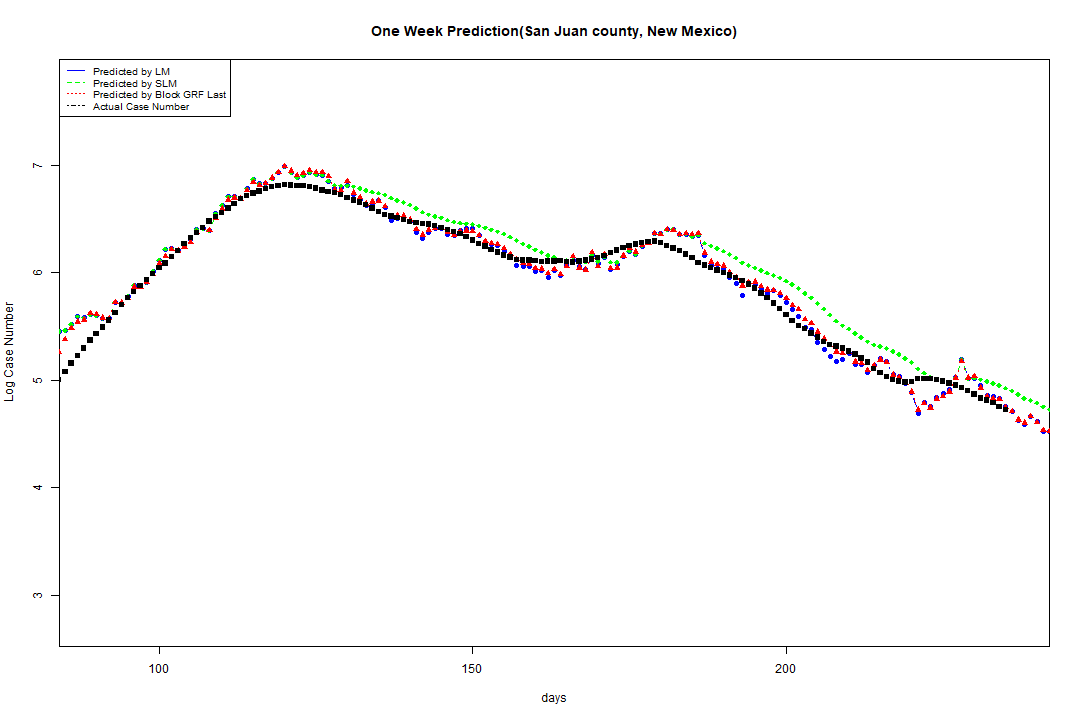 One Week Prediction(San Juan county, New Mexico)
Predicted by LM
Predicted by SLM
Predicted by Block GRF Last
Actual Case Number
7
6
5
4
3
Log Case Number
100 150 200
days